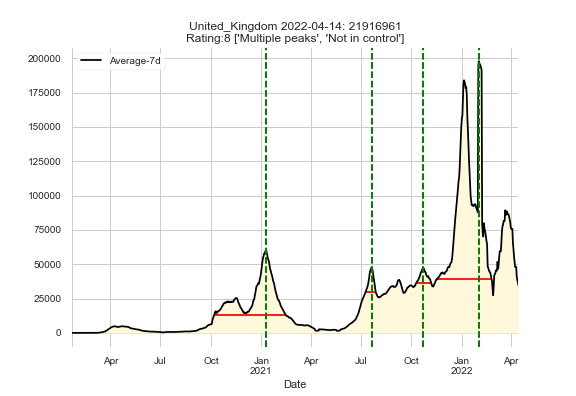 United_Kingdom 2022-04-14: 21916961
Rating:8 ['Multiple peaks', 'Not in control']
Average-7d
200000
175000
150000
125000
100000
75000
50000
25000
0
Apr Jul Oct Jan Apr Jul Oct Jan Apr
2021 2022
Date